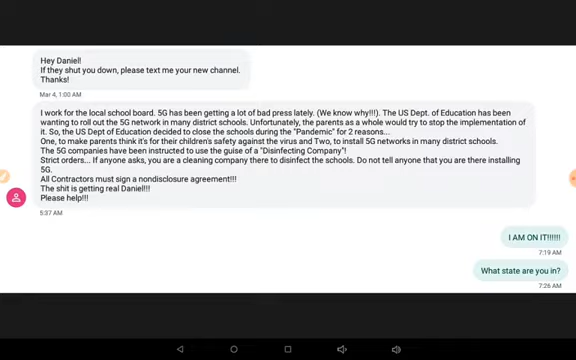 Hey Daniel!
If they shut you down, please text me your new channel.
Thanks!
Mar 4, 1:00 AM
I work for the local school board. 5G has been getting a lot of bad press lately. (We know why!!!). The US Dept. of Education has been
wanting to roll out the 5G network in many district schools. Unfortunately, the parents as a whole would try to stop the implementation of
it. So, the US Dept of Education decided to close the schools during the "Pandemic" for 2 reasons...
One, to make parents think it's for their children's safety against the virus and Two, to install 5G networks in many district schools.
The 5G companies have been instructed to use the guise of a "Disinfecting Company"!
Strict orders... If anyone asks, you are a cleaning company there to disinfect the schools. Do not tell anyone that you are there installing
5G.
All Contractors must sign a nondisclosure agreement!!!
The shit is getting real Daniel!!!
Please help!!!
5:37 AM
I AM ON IT!!!!!!
7:19 AM
What state are you in?
7:26 AM